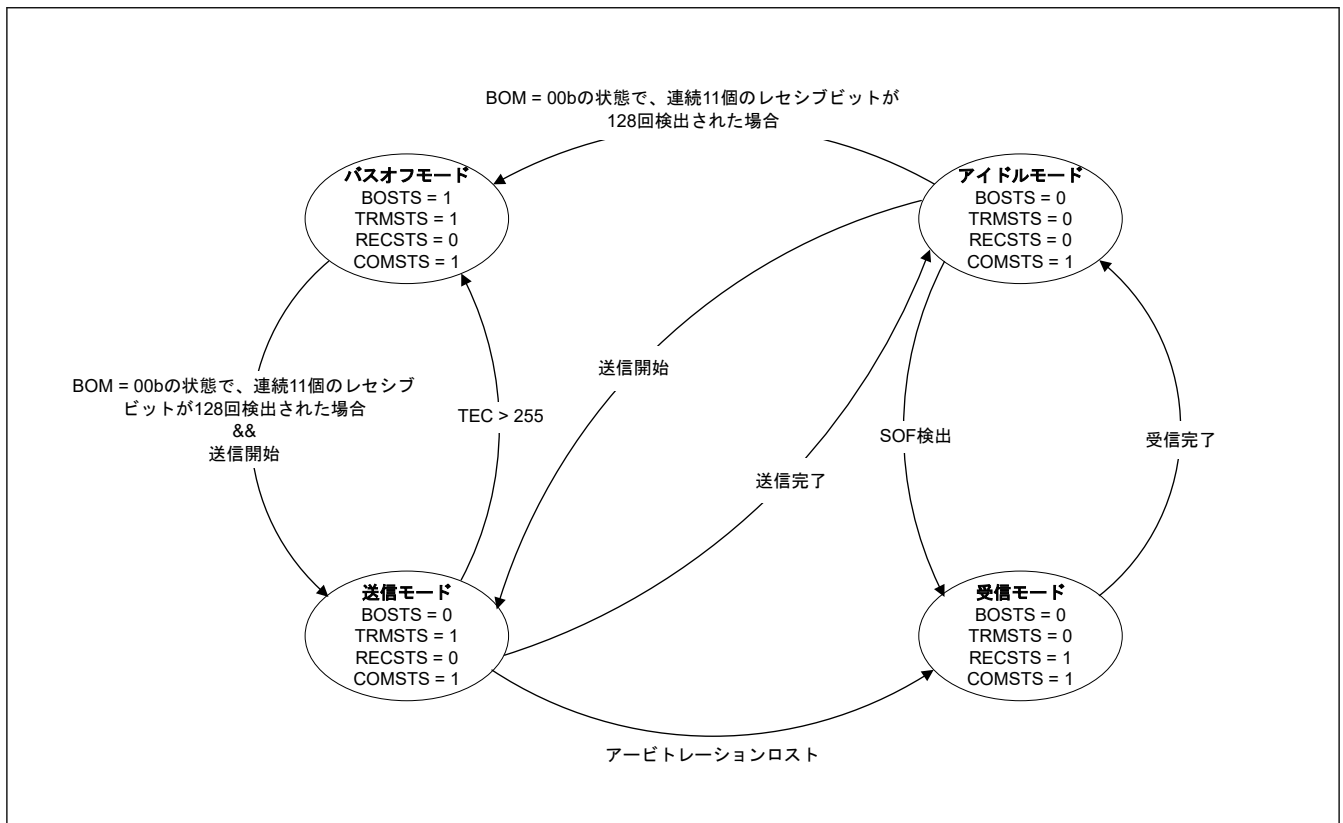 BOM = 00bの状態で、連続11個のレセシブビットが
128回検出された場合
バスオフモード
BOSTS = 1
TRMSTS = 1
RECSTS = 0
COMSTS = 1
アイドルモード
BOSTS = 0
TRMSTS = 0
RECSTS = 0
COMSTS = 1
BOM = 00bの状態で、連続11個のレセシブ
ビットが128回検出された場合
&&
送信開始
TEC > 255
送信開始
送信完了
SOF検出
受信完了
送信モード
BOSTS = 0
TRMSTS = 1
RECSTS = 0
COMSTS = 1
受信モード
BOSTS = 0
TRMSTS = 0
RECSTS = 1
COMSTS = 1
アービトレーションロスト